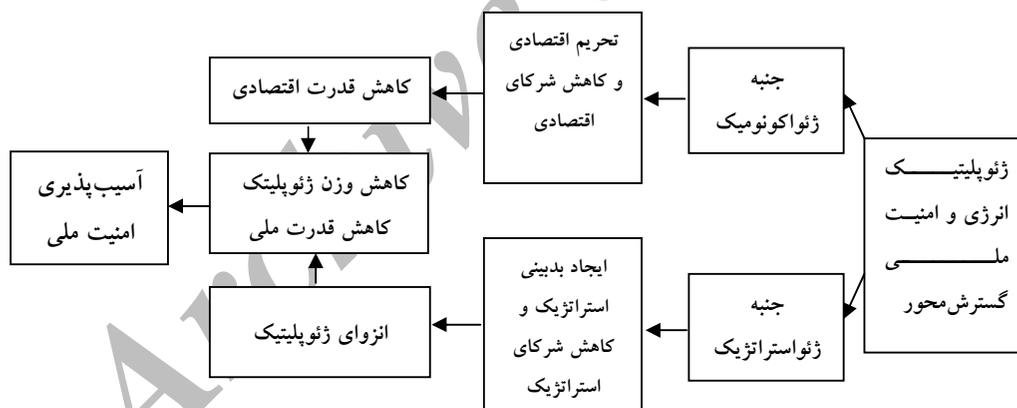 ژئوپلیتیک
انرژی و امنیت
ملی
گسترش‌محور
جنبه
ژئواکونومیک
تحریم اقتصادی
و کاهش شرکای
اقتصادی
کاهش قدرت اقتصادی
کاهش وزن ژئوپلیتک
کاهش قدرت ملی
آسیب‌پذیری
امنیت ملی
جنبه
ژئواستراتژیک
ایجاد بدبینی
استراتژیک و
کاهش شرکای
استراتژیک
انزوای ژئوپلیتیک